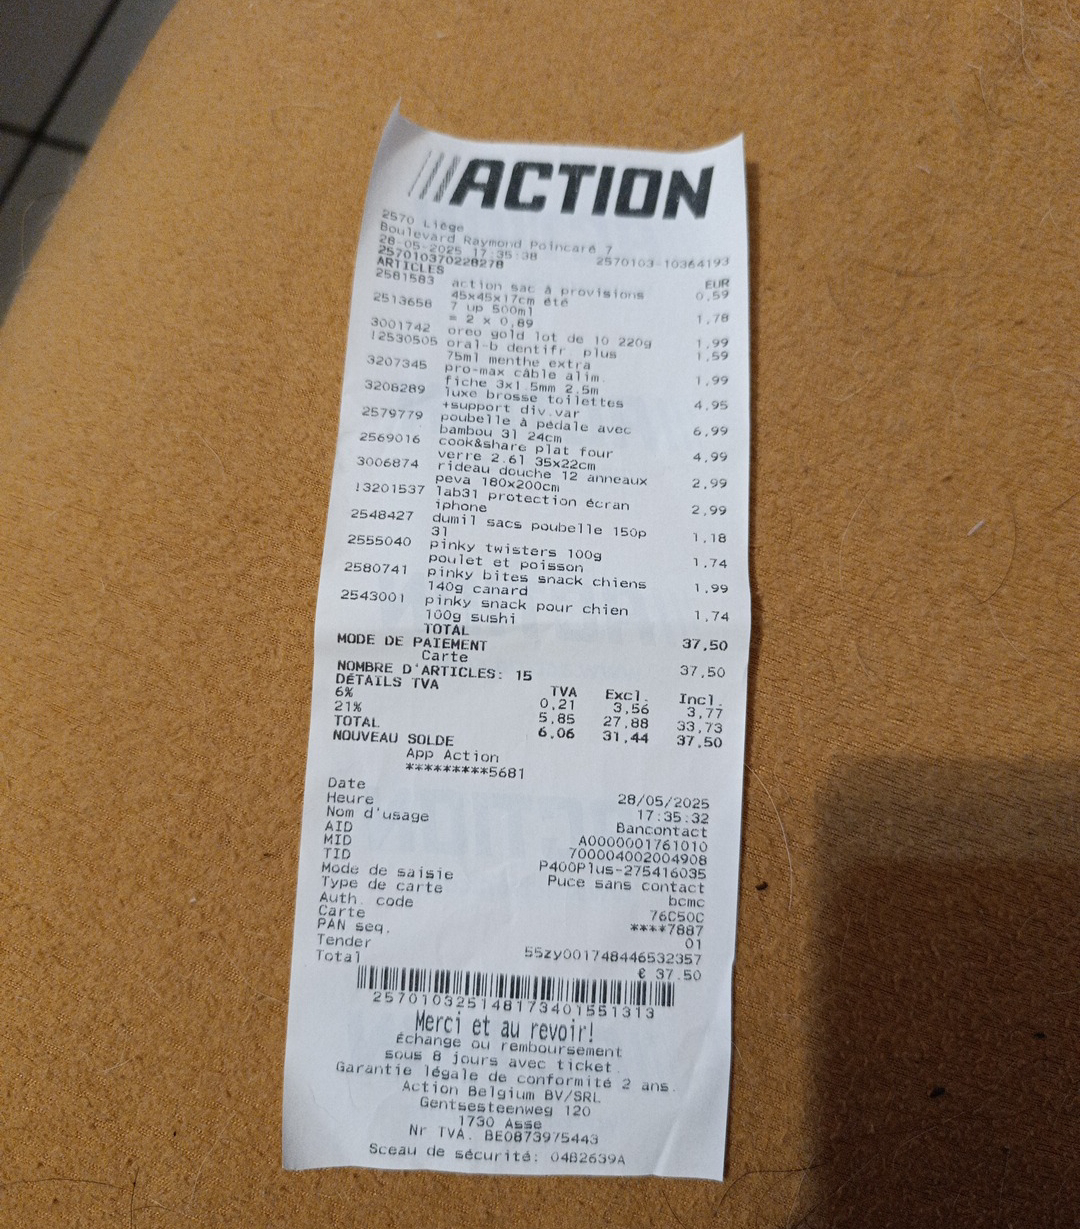 ACTION
2570 Liège
Boulevard Raymond Poincaré 7
28-05-2025 17:35:38 2570103 10364193
257010370228278
ARTICLES EUR
2581583 action sac à provisions 0,59
45x45x17cm été
2513658 7 up 500ml 1,78
= 2 x 0,89
3001742 oreo gold lot de 10 220g 1,99
!2530505 oral-b dentifr. plus 1,59
75ml menthe extra
3207345 pro-max câble alim. 1,99
fiche 3x1.5mm 2.5m
3208289 luxe brosse toilettes 4,95
+support div.var
2579779 poubelle à pédale avec 6,99
bambou 3l 24cm
2569016 cook&share plat four 4,99
verre 2.6l 35x22cm
3006874 rideau douche 12 anneaux 2,99
peva 180x200cm
!3201537 lab31 protection écran 2,99
iphone
2548427 dumil sacs poubelle 150p 1,18
3l
2555040 pinky twisters 100g 1,74
poulet et poisson
2580741 pinky bites snack chiens 1,99
140g canard
2543001 pinky snack pour chien 1,74
100g sushi
TOTAL 37,50
MODE DE PAIEMENT
Carte 37,50
NOMBRE D'ARTICLES: 15
DÉTAILS TVA TVA Excl. Incl.
6% 0,21 3,56 3,77
21% 5,85 27,88 33,73
TOTAL 6,06 31,44 37,50
NOUVEAU SOLDE
App Action
*********5681
Date 28/05/2025
Heure 17:35:32
Nom d'usage Bancontact
AID A0000001761010
MID 700004002004908
TID P400Plus-275416035
Mode de saisie Puce sans contact
Type de carte bcmc
Auth. code 76C50C
Carte ****7887
PAN seq. 01
Tender 55zy001748446532357
Total € 37.50
257010325148173401551313
Merci et au revoir!
Échange ou remboursement
sous 8 jours avec ticket.
Garantie légale de conformité 2 ans.
Action Belgium BV/SRL
Gentsesteenweg 120
1730 Asse
Nr TVA. BE0873975443
Sceau de sécurité: 04B2639A